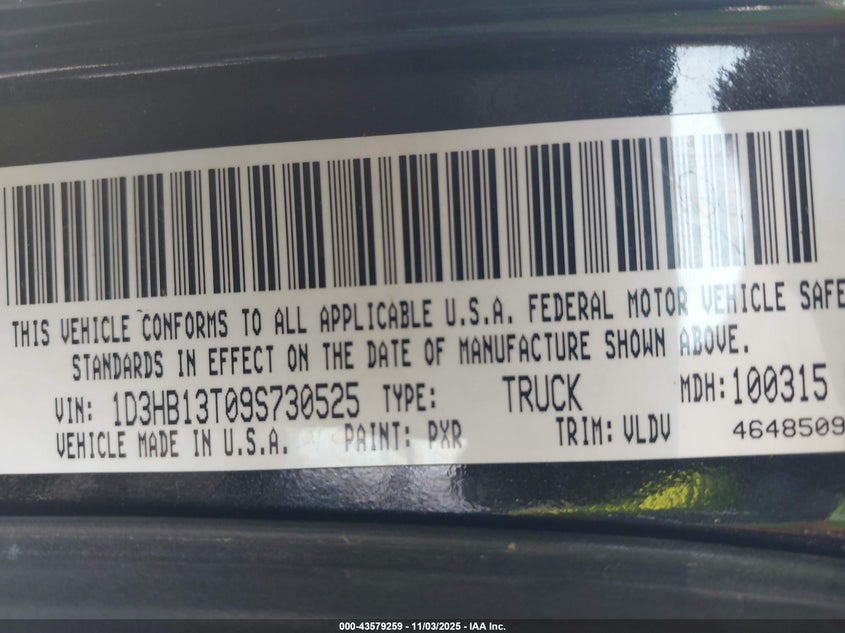 THIS VEHICLE CONFORMS TO ALL APPLICABLE U.S.A. FEDERAL MOTOR VEHICLE SAFE
STANDARDS IN EFFECT ON THE DATE OF MANUFACTURE SHOWN ABOVE.
VIN: 1D3HB13T09S730525 TYPE: TRUCK MDH: 100315
VEHICLE MADE IN U.S.A. PAINT: PXR TRIM: VLDV 4648509
000-43579259 - 11/03/2025 - IAA Inc.